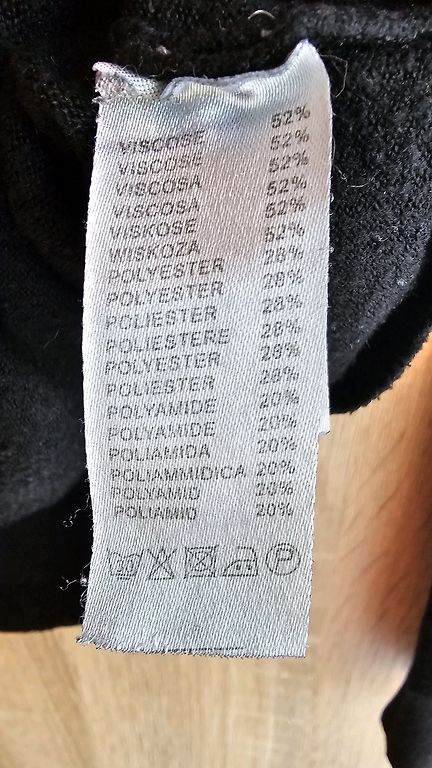 VISCOSE 52%
VISCOSE 52%
VISCOSA 52%
VISCOSA 52%
VISKOSE 52%
WISKOZA 52%
POLYESTER 28%
POLYESTER 28%
POLIESTER 28%
POLIESTERE 28%
POLYESTER 28%
POLIESTER 28%
POLYAMIDE 20%
POLYAMIDE 20%
POLIAMIDA 20%
POLIAMMIDICA 20%
POLYAMID 20%
POLIAMID 20%
30 P